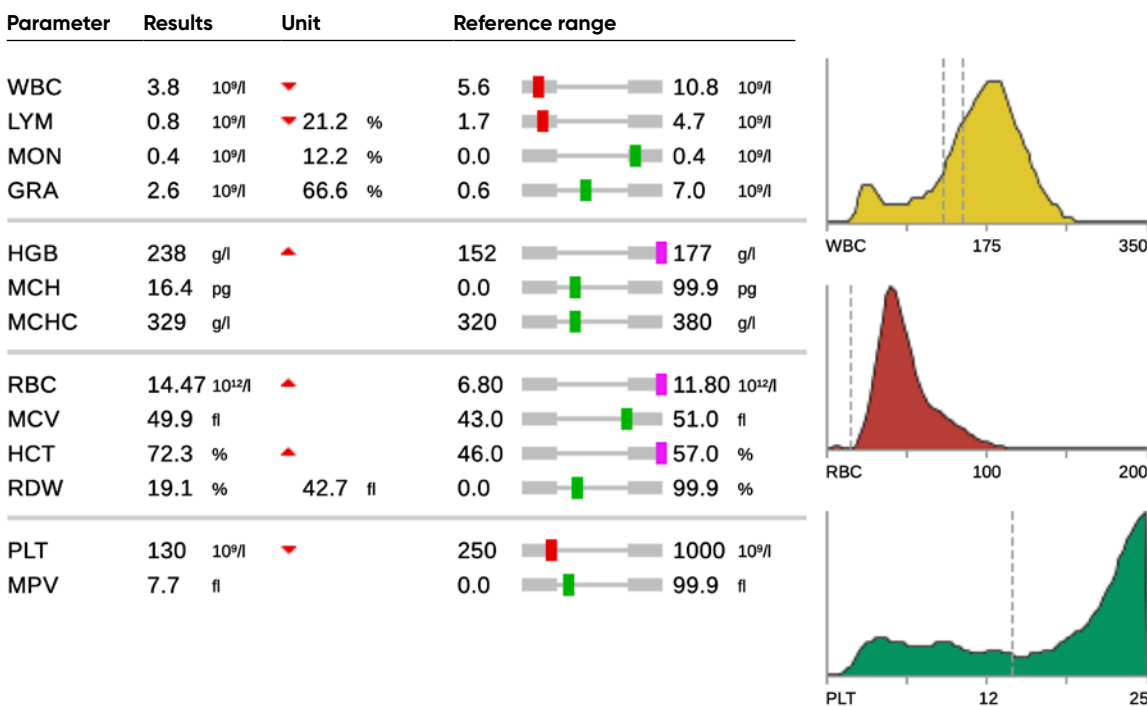 Parameter Results Unit Reference range
WBC 3.8 10⁹/l 5.6 10.8 10⁹/l
LYM 0.8 10⁹/l 21.2 % 1.7 4.7 10⁹/l
MON 0.4 10⁹/l 12.2 % 0.0 0.4 10⁹/l
GRA 2.6 10⁹/l 66.6 % 0.6 7.0 10⁹/l
WBC 175 350
HGB 238 g/l 152 177 g/l
MCH 16.4 pg 0.0 99.9 pg
MCHC 329 g/l 320 380 g/l
RBC 14.47 10¹²/l 6.80 11.80 10¹²/l
MCV 49.9 fl 43.0 51.0 fl
HCT 72.3 % 46.0 57.0 %
RDW 19.1 % 42.7 fl 0.0 99.9 %
RBC 100 200
PLT 130 10⁹/l 250 1000 10⁹/l
MPV 7.7 fl 0.0 99.9 fl
PLT 12 25